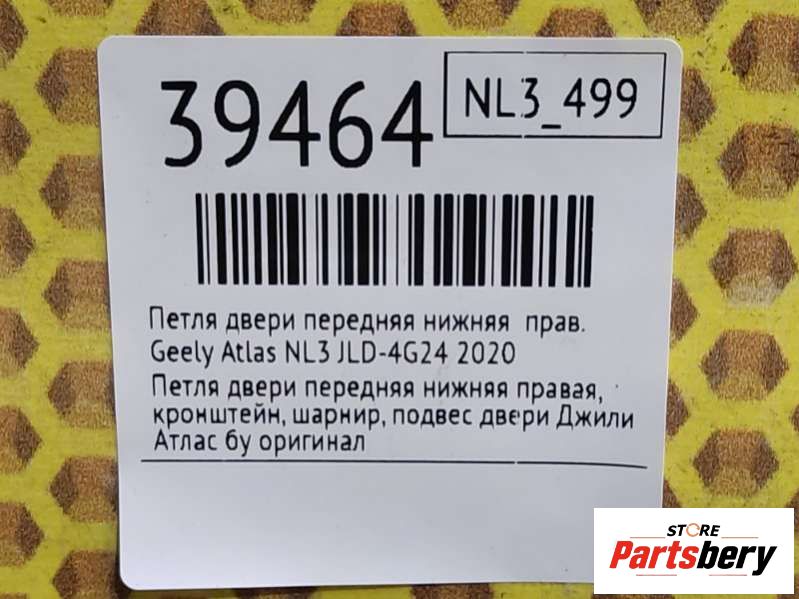 39464
NL3_499
Петля двери передняя нижняя прав.
Geely Atlas NL3 JLD-4G24 2020
Петля двери передняя нижняя правая,
кронштейн, шарнир, подвес двери Джили
Атлас бу оригинал
STORE
Partsbery